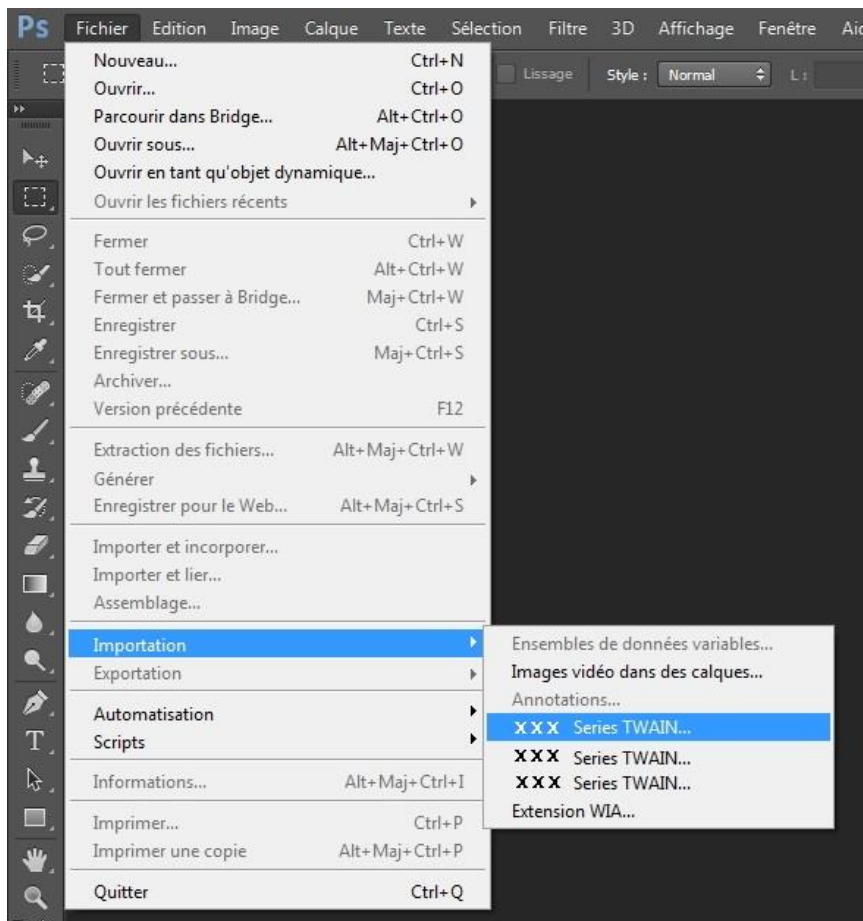 Ps Fichier Edition Image Calque Texte Sélection Filtre 3D Affichage Fenêtre
Lissage Style : Normal L :
Nouveau... Ctrl+N
Ouvrir... Ctrl+O
Parcourir dans Bridge... Alt+Ctrl+O
Ouvrir sous... Alt+Maj+Ctrl+O
Ouvrir en tant qu'objet dynamique...
Ouvrir les fichiers récents
Fermer Ctrl+W
Tout fermer Alt+Ctrl+W
Fermer et passer à Bridge... Maj+Ctrl+W
Enregistrer Ctrl+S
Enregistrer sous... Maj+Ctrl+S
Archiver...
Version précédente F12
Extraction des fichiers... Alt+Maj+Ctrl+W
Générer
Enregistrer pour le Web... Alt+Maj+Ctrl+S
Importer et incorporer...
Importer et lier...
Assemblage...
Importation
Exportation
Automatisation
Scripts
Informations... Alt+Maj+Ctrl+I
Imprimer... Ctrl+P
Imprimer une copie Alt+Maj+Ctrl+P
Quitter Ctrl+Q
Ensembles de données variables...
Images vidéo dans des calques...
Annotations...
XXX Series TWAIN...
XXX Series TWAIN...
XXX Series TWAIN...
Extension WIA...